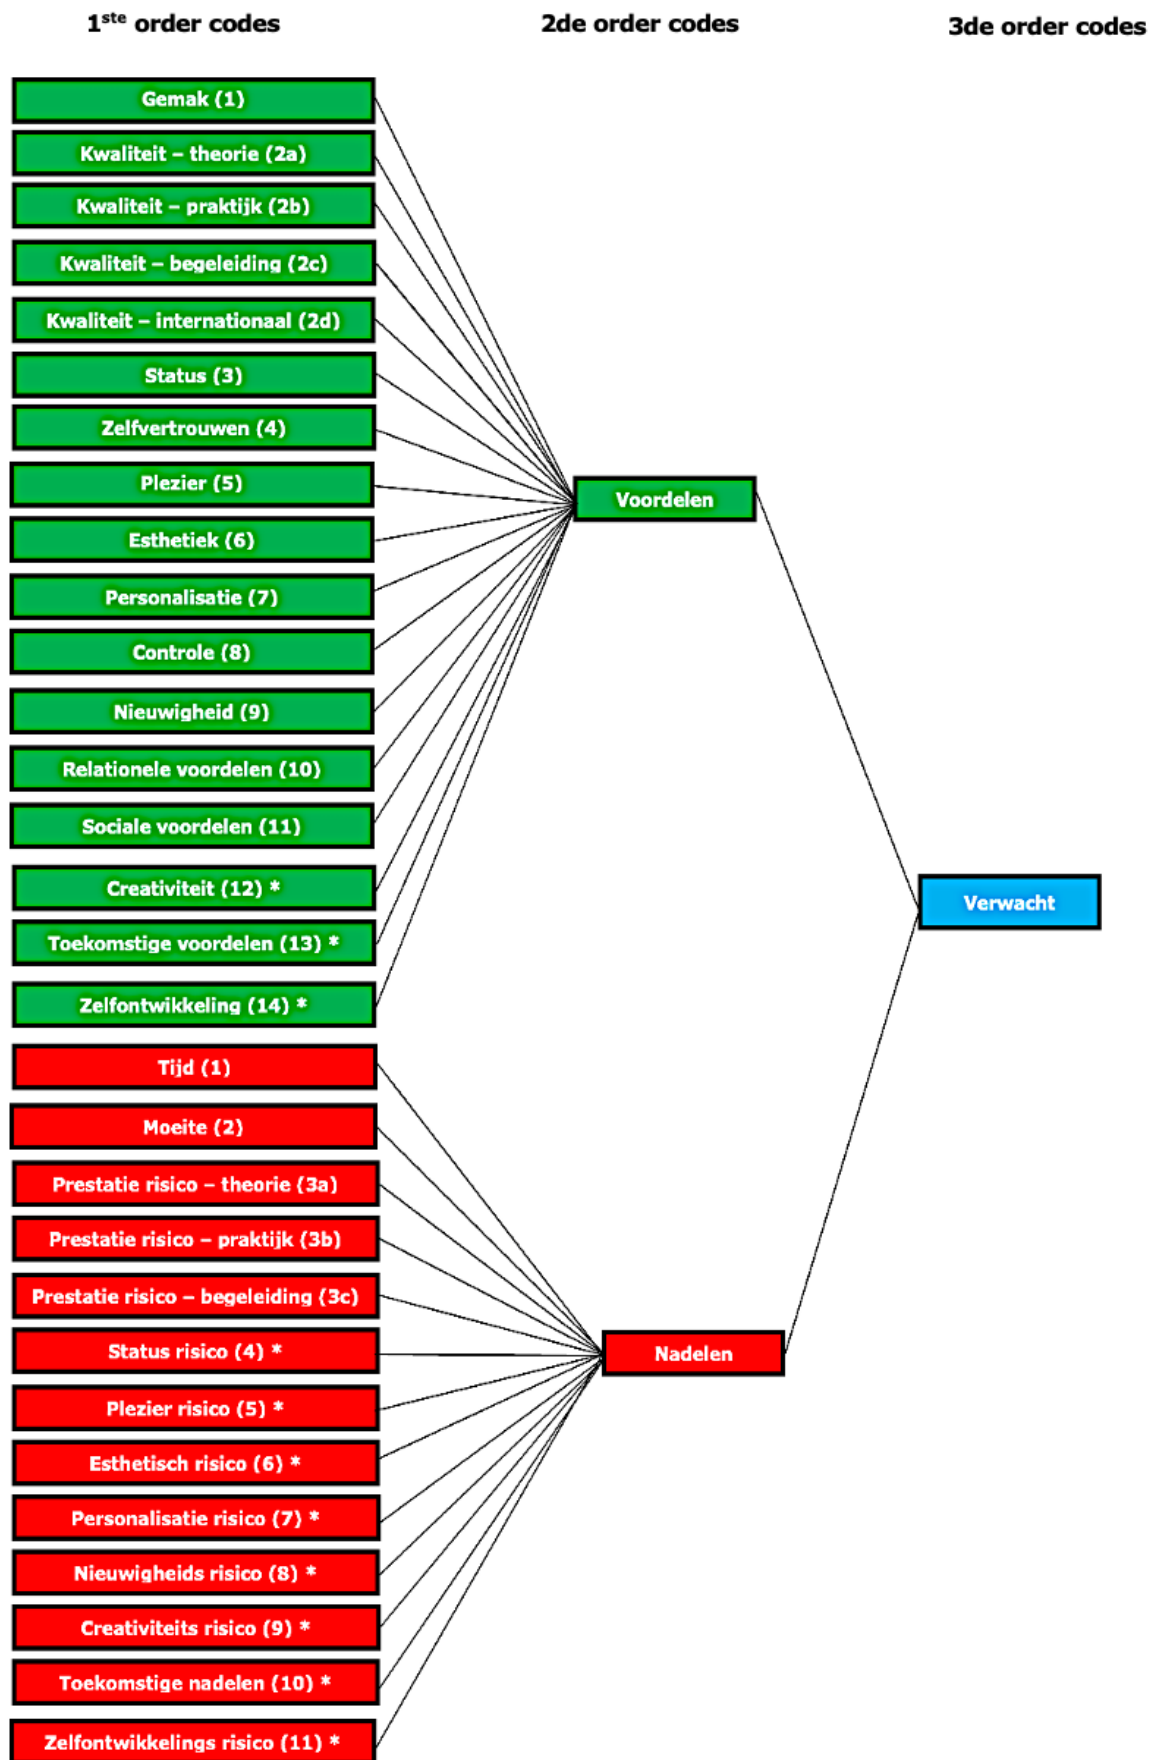 1ste order codes
2de order codes
3de order codes
Gemak (1)
Kwaliteit – theorie (2a)
Kwaliteit – praktijk (2b)
Kwaliteit – begeleiding (2c)
Kwaliteit – internationaal (2d)
Status (3)
Zelfvertrouwen (4)
Plezier (5)
Esthetiek (6)
Personalisatie (7)
Controle (8)
Nieuwigheid (9)
Relationele voordelen (10)
Sociale voordelen (11)
Creativiteit (12) *
Toekomstige voordelen (13) *
Zelfontwikkeling (14) *
Tijd (1)
Moeite (2)
Prestatie risico – theorie (3a)
Prestatie risico – praktijk (3b)
Prestatie risico – begeleiding (3c)
Status risico (4) *
Plezier risico (5) *
Esthetisch risico (6) *
Personalisatie risico (7) *
Nieuwigheids risico (8) *
Creativiteits risico (9) *
Toekomstige nadelen (10) *
Zelfontwikkelings risico (11) *
Voordelen
Nadelen
Verwacht